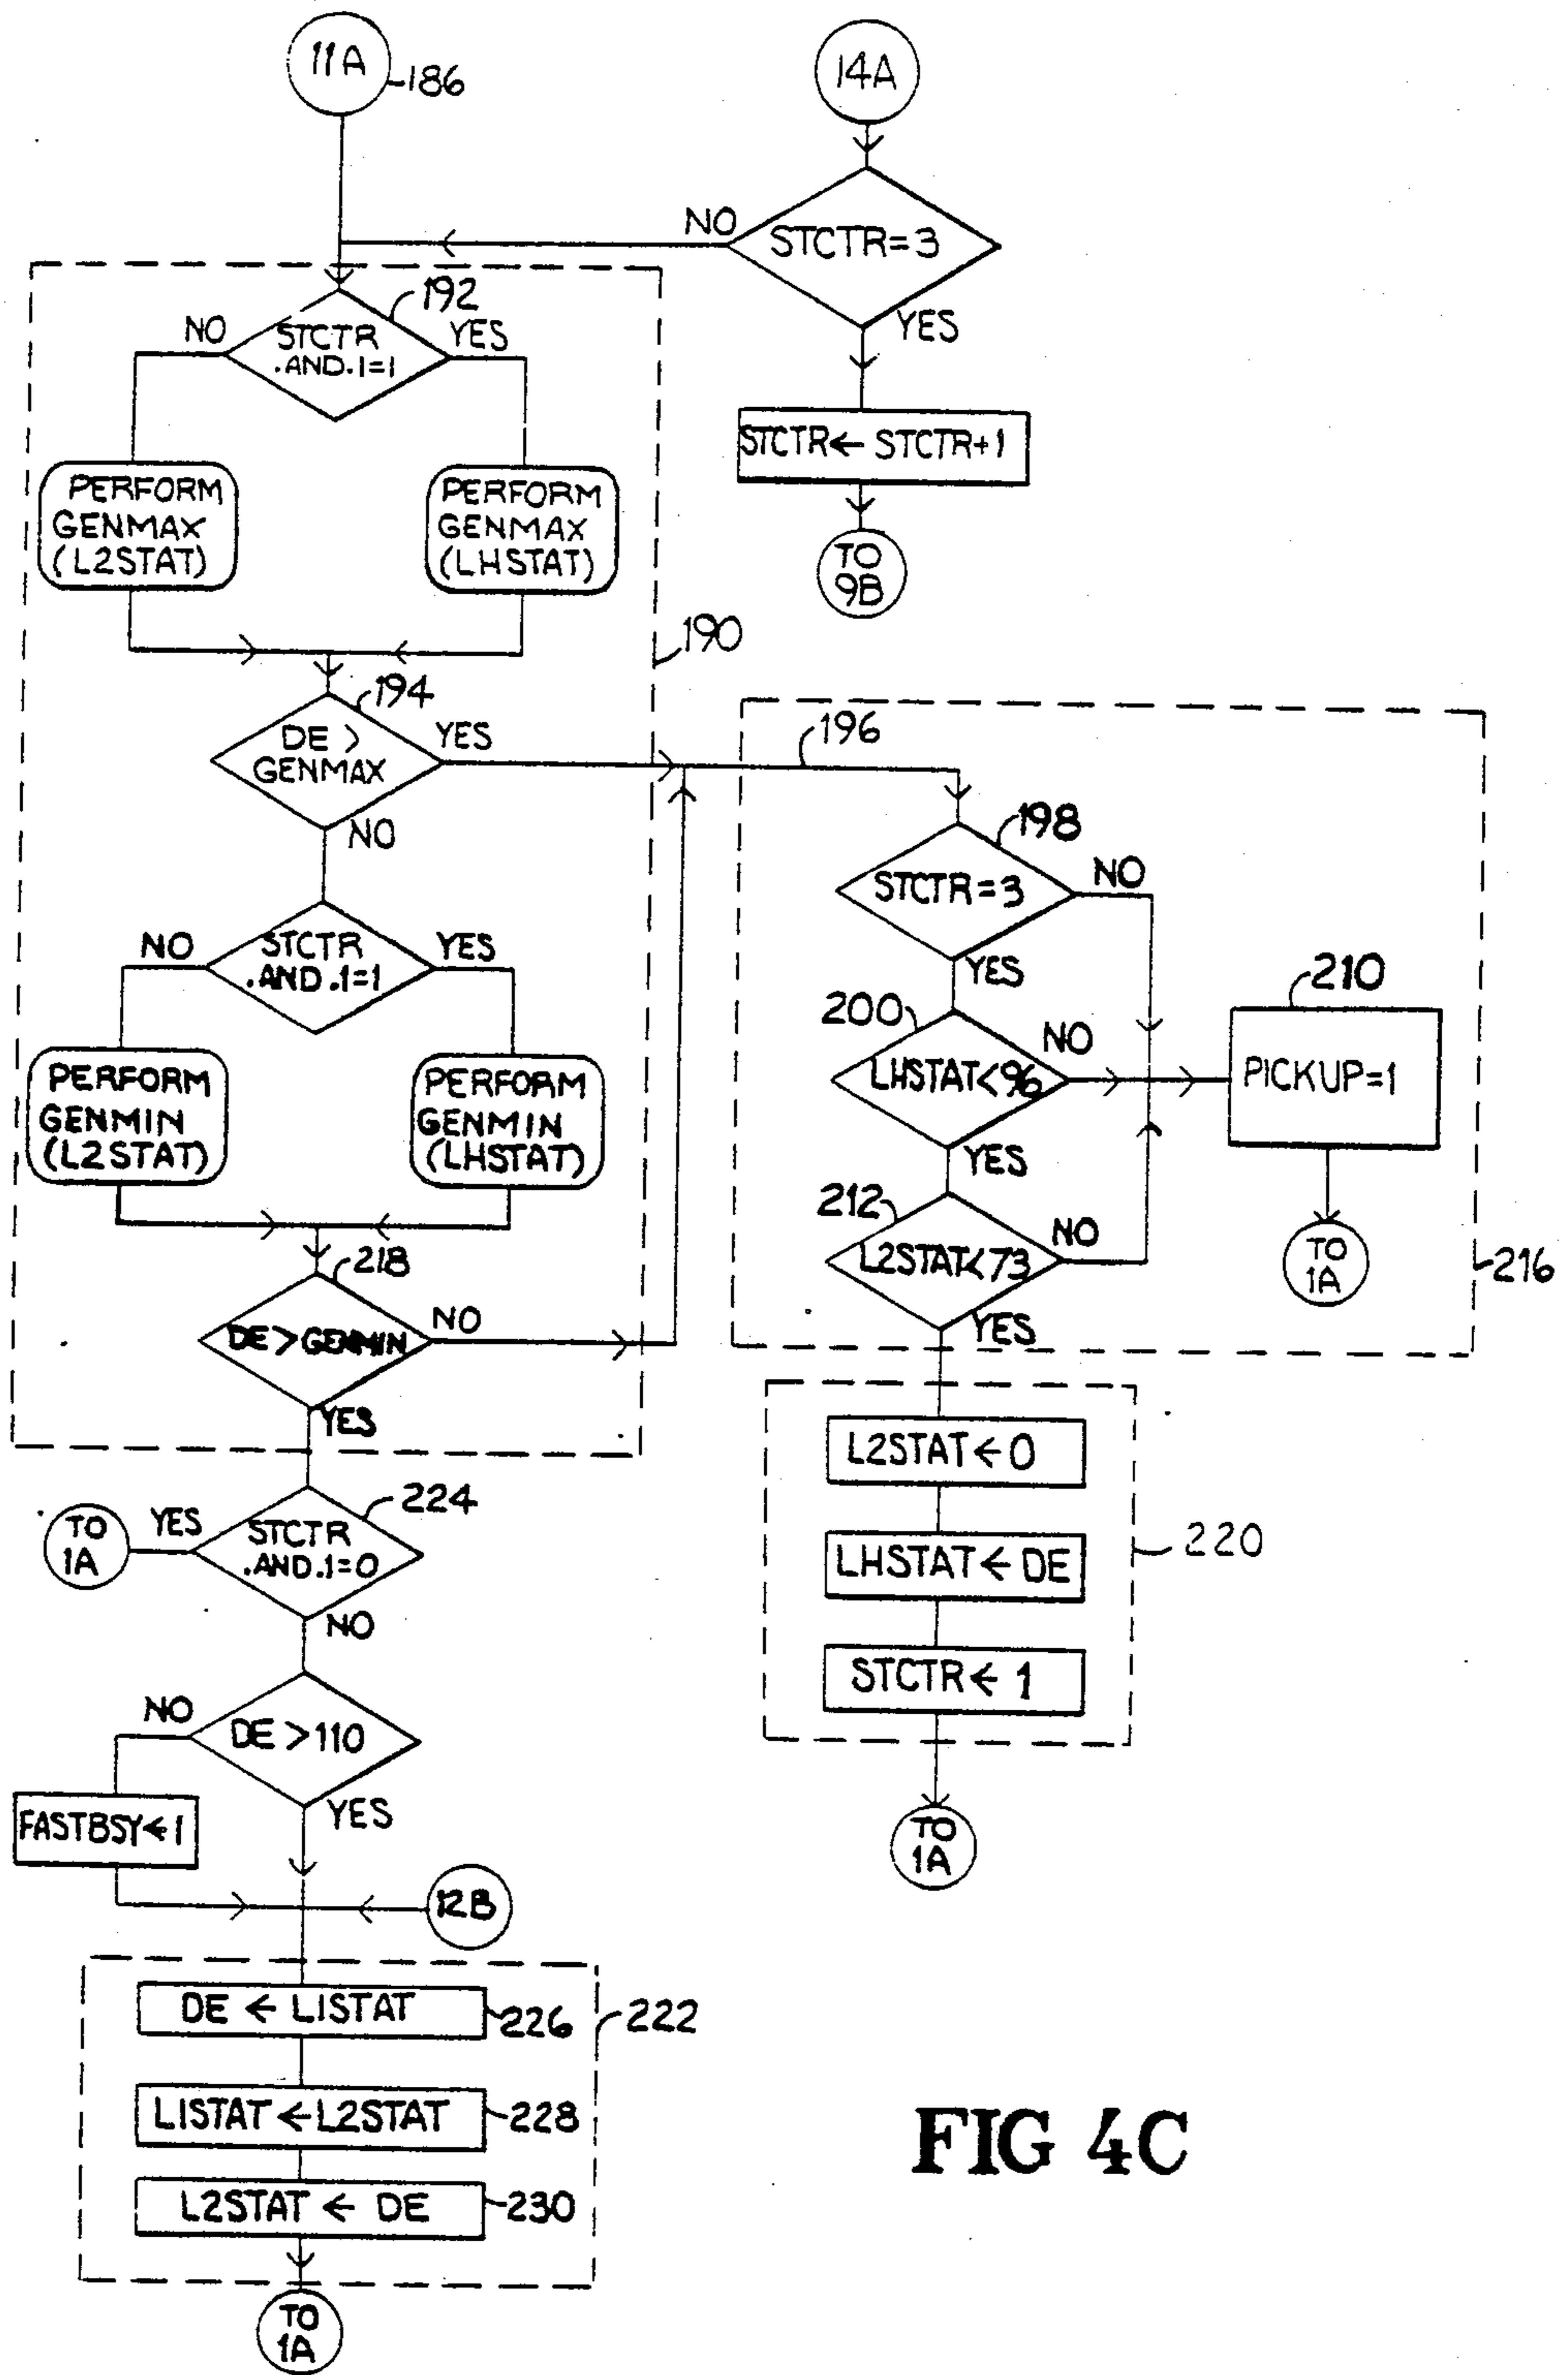 11A
186
14A
STCTR=3
NO
YES
STCTR← STCTR+1
TO
9B
192
STCTR
.AND.1=1
NO
YES
PERFORM
GENMAX
(L2STAT)
PERFORM
GENMAX
(LHSTAT)
190
194
DE >
GENMAX
YES
NO
196
198
STCTR=3
NO
YES
200
LHSTAT<96
NO
YES
210
PICKUP=1
TO
1A
212
L2STAT<73
NO
YES
216
STCTR
.AND.1=1
NO
YES
PERFORM
GENMIN
(L2STAT)
PERFORM
GENMIN
(LHSTAT)
218
DE>GENMIN
NO
YES
L2STAT←0
LHSTAT← DE
STCTR← 1
220
TO
1A
224
STCTR
.AND.1=0
YES
TO
1A
NO
DE>110
NO
YES
FASTBSY←1
12B
DE ← L1STAT
226
222
L1STAT←L2STAT
228
L2STAT ← DE
230
TO
1A
FIG 4C